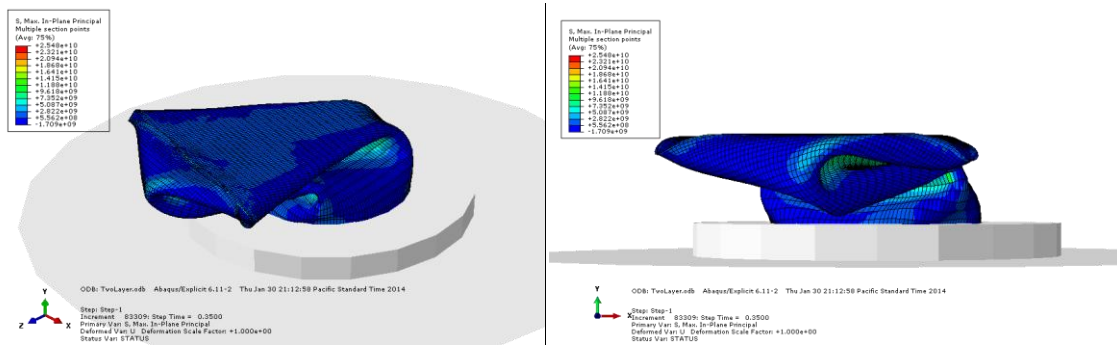 S, Max. In-Plane Principal
Multiple section points
(Avg: 75%)
+2.548e+10
+2.321e+10
+2.094e+10
+1.868e+10
+1.641e+10
+1.415e+10
+1.188e+10
+9.618e+09
+7.352e+09
+5.087e+09
+2.822e+09
+5.562e+08
-1.709e+09
ODB: TwoLayer.odb Abaqus/Explicit 6.11-2 Thu Jan 30 21:12:58 Pacific Standard Time 2014
Y
Z X
Step: Step-1
Increment 83309: Step Time = 0.3500
Primary Var: S, Max. In-Plane Principal
Deformed Var: U Deformation Scale Factor: +1.000e+00
Status Var: STATUS
S, Max. In-Plane Principal
Multiple section points
(Avg: 75%)
+2.548e+10
+2.321e+10
+2.094e+10
+1.868e+10
+1.641e+10
+1.415e+10
+1.188e+10
+9.618e+09
+7.352e+09
+5.087e+09
+2.822e+09
+5.562e+08
-1.709e+09
ODB: TwoLayer.odb Abaqus/Explicit 6.11-2 Thu Jan 30 21:12:58 Pacific Standard Time 2014
Y
X
Step: Step-1
Increment 83309: Step Time = 0.3500
Primary Var: S, Max. In-Plane Principal
Deformed Var: U Deformation Scale Factor: +1.000e+00
Status Var: STATUS